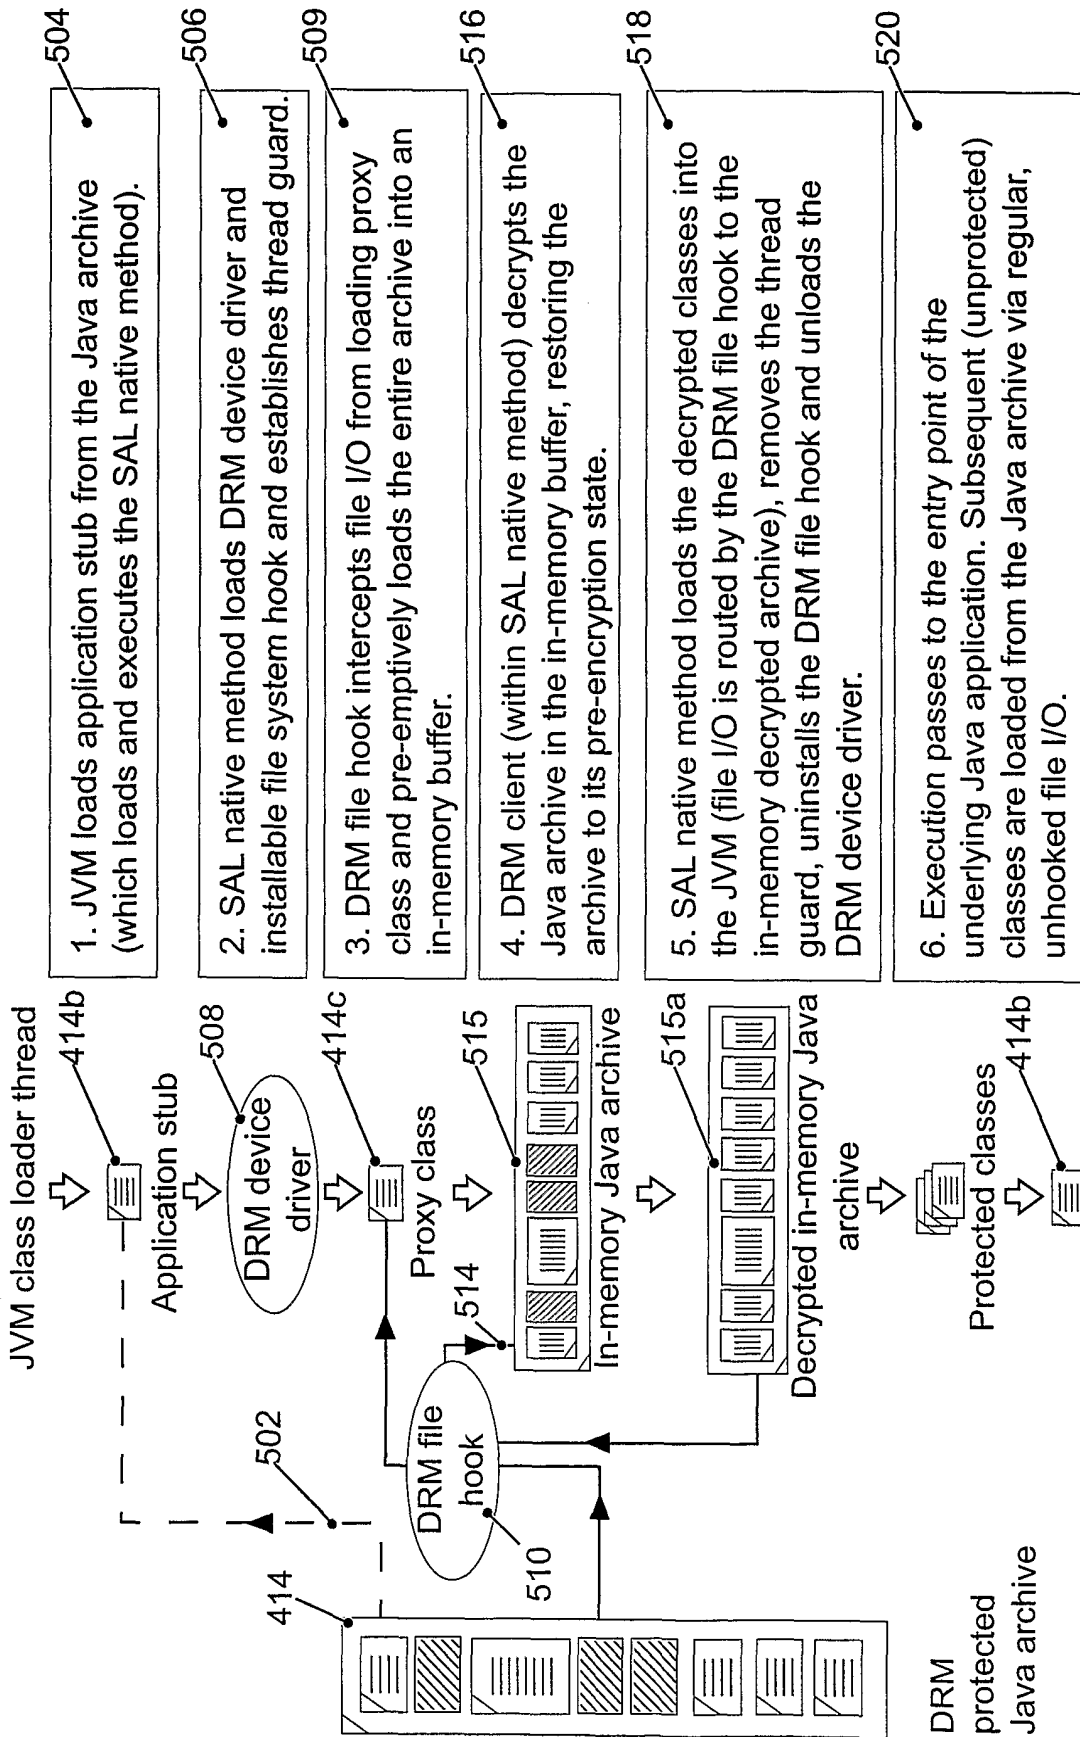 JVM class loader thread
414b
Application stub
508
DRM device
driver
414c
Proxy class
515
In-memory Java archive
514
515a
Decrypted in-memory Java
archive
Protected classes
414b
502
DRM file
hook
510
414
DRM
protected
Java archive
504
1. JVM loads application stub from the Java archive
(which loads and executes the SAL native method).
506
2. SAL native method loads DRM device driver and
installable file system hook and establishes thread guard.
509
3. DRM file hook intercepts file I/O from loading proxy
class and pre-emptively loads the entire archive into an
in-memory buffer.
516
4. DRM client (within SAL native method) decrypts the
Java archive in the in-memory buffer, restoring the
archive to its pre-encryption state.
518
5. SAL native method loads the decrypted classes into
the JVM (file I/O is routed by the DRM file hook to the
in-memory decrypted archive), removes the thread
guard, uninstalls the DRM file hook and unloads the
DRM device driver.
520
6. Execution passes to the entry point of the
underlying Java application. Subsequent (unprotected)
classes are loaded from the Java archive via regular,
unhooked file I/O.